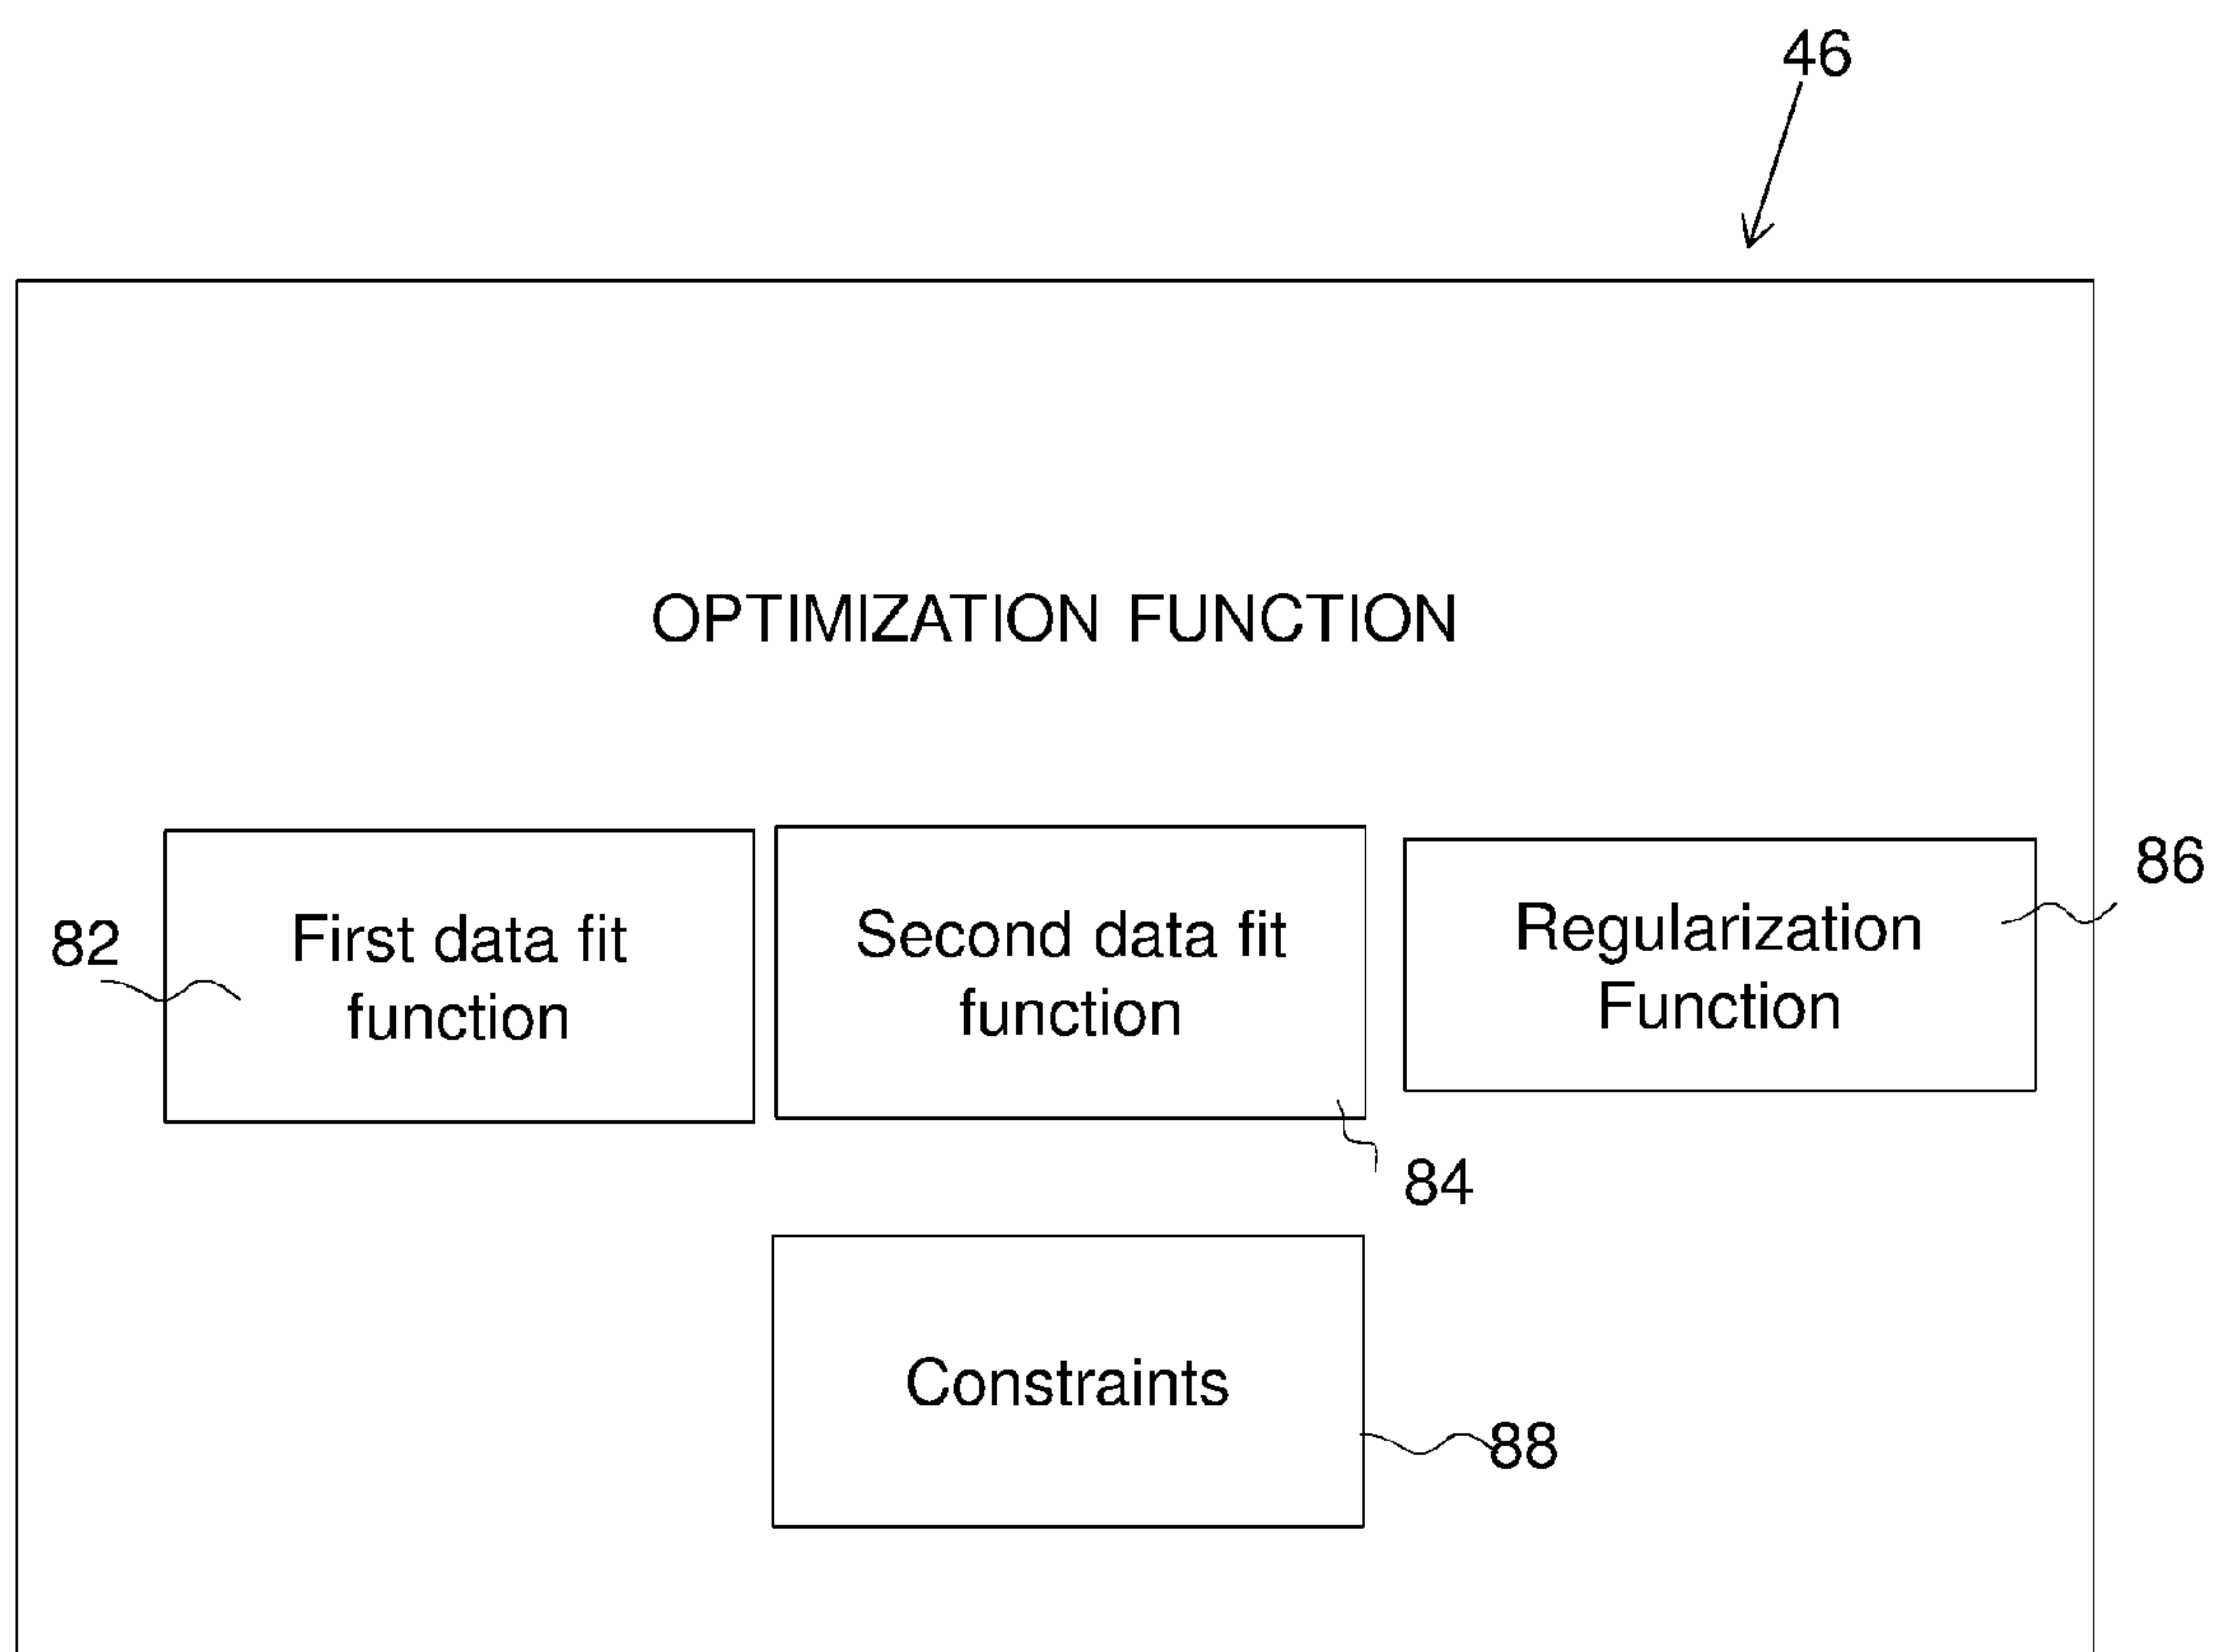 46
OPTIMIZATION FUNCTION
82
First data fit
function
Second data fit
function
84
Regularization
Function
86
Constraints
88